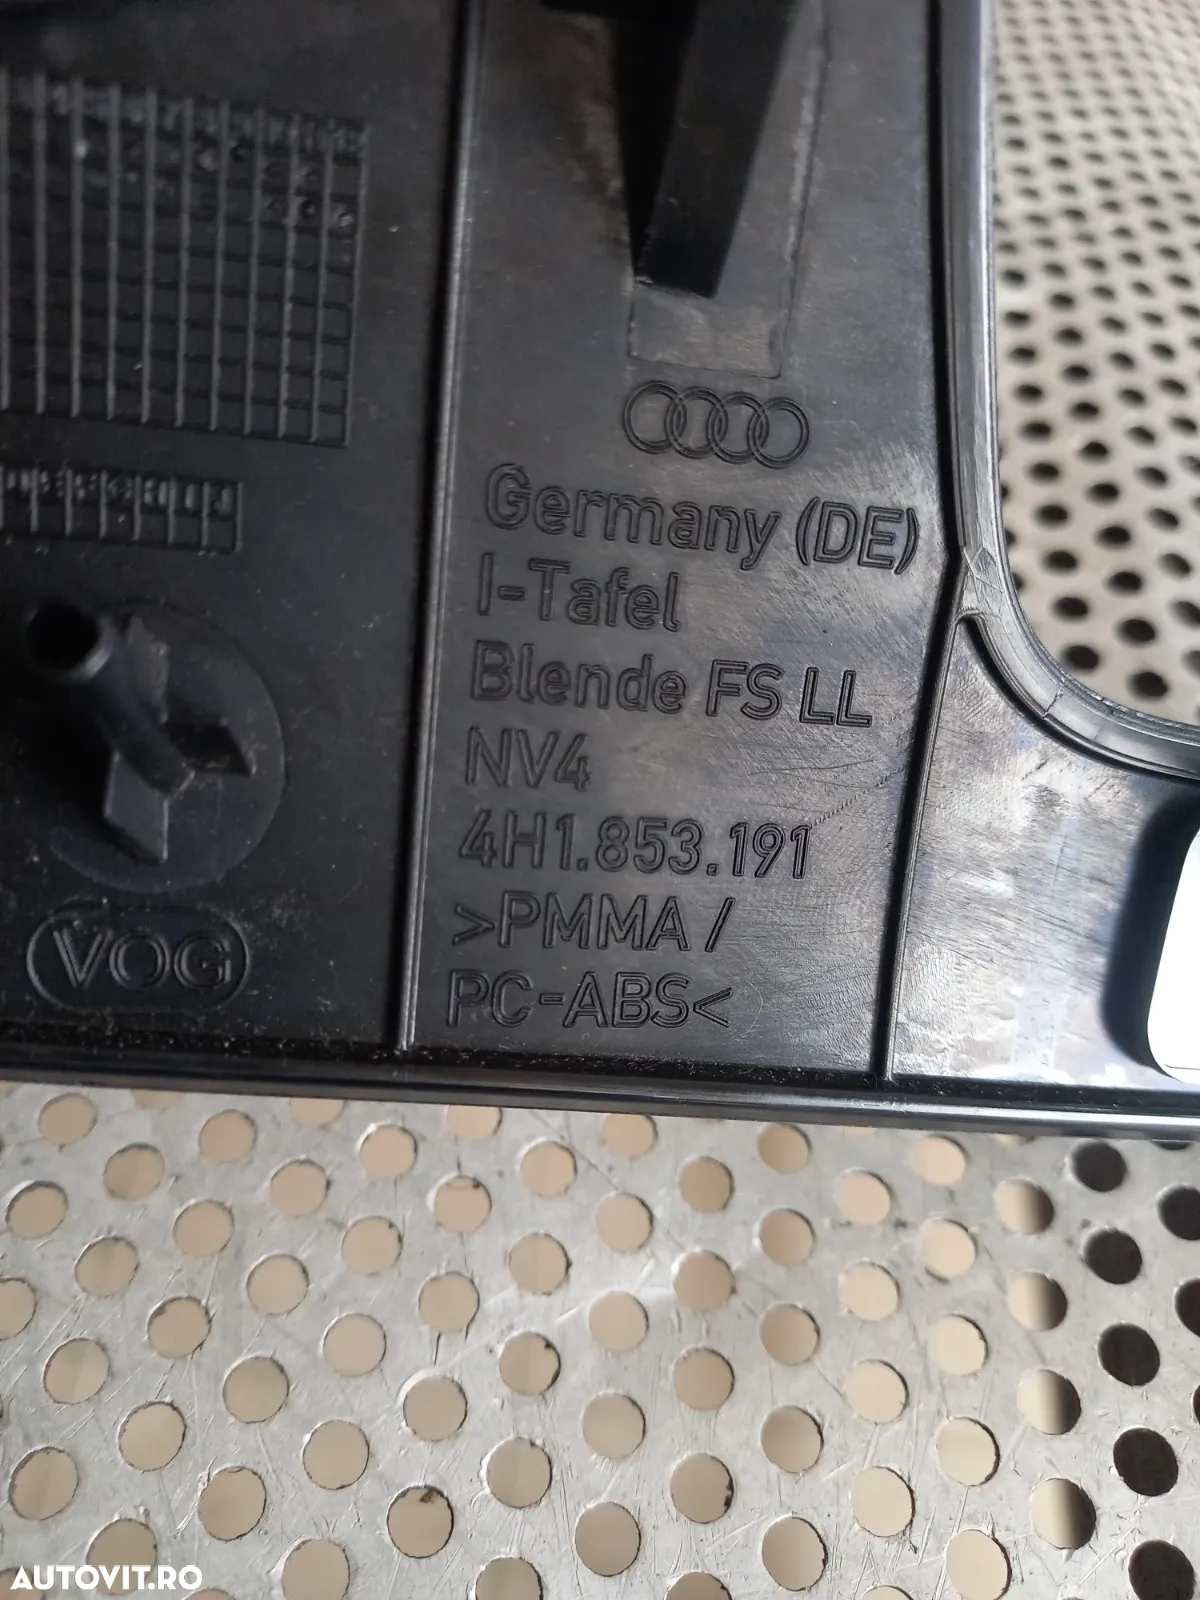 Germany (DE)
I-Tafel
Blende FS LL
NV4
4H1.853.191
>PMMA /
PC-ABS<
VOG
AUTOVIT.RO